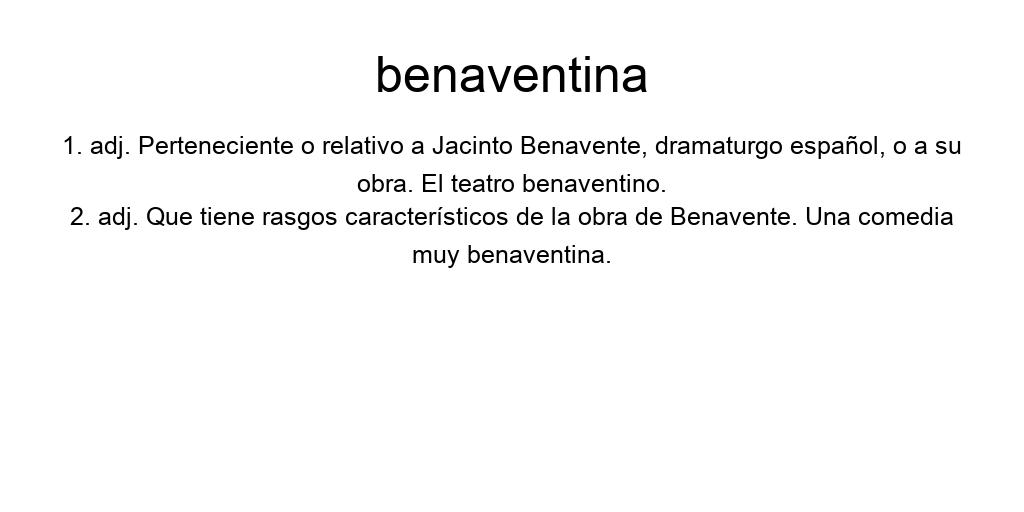 benaventina
1. adj. Perteneciente o relativo a Jacinto Benavente, dramaturgo español, o a su
obra. El teatro benaventino.
2. adj. Que tiene rasgos característicos de la obra de Benavente. Una comedia
muy benaventina.